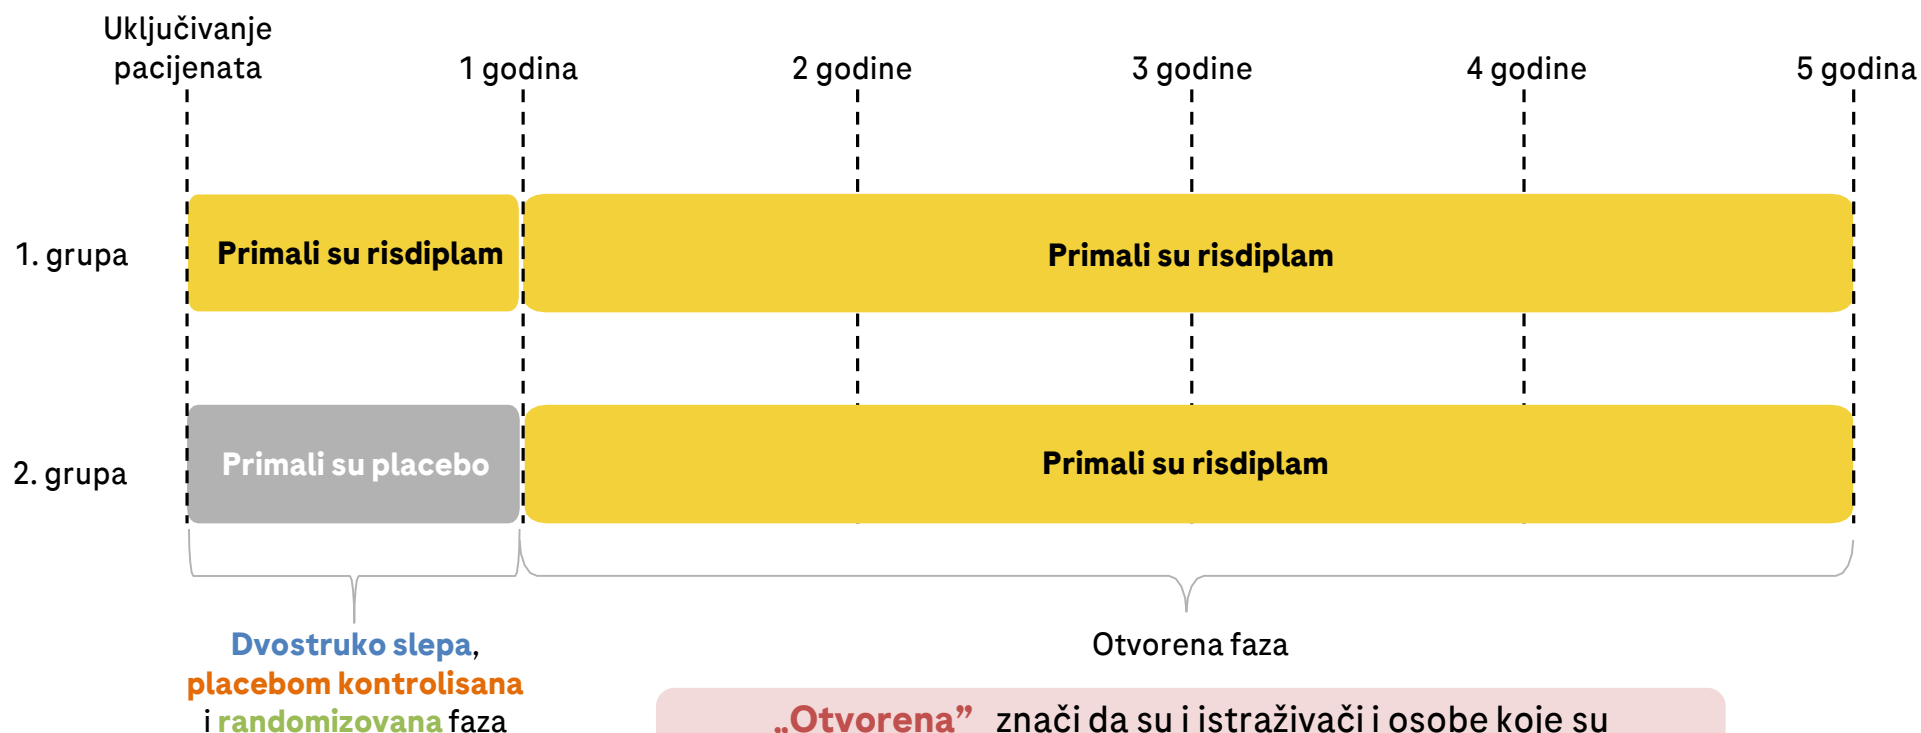 Uključivanje
pacijenata
1 godina
2 godine
3 godine
4 godine
5 godina
1. grupa
Primali su risdiplam
Primali su risdiplam
2. grupa
Primali su placebo
Primali su risdiplam
Dvostruko slepa,
placebom kontrolisana
i randomizovana faza
Otvorena faza
„Otvorena” znači da su i istraživači i osobe koje su